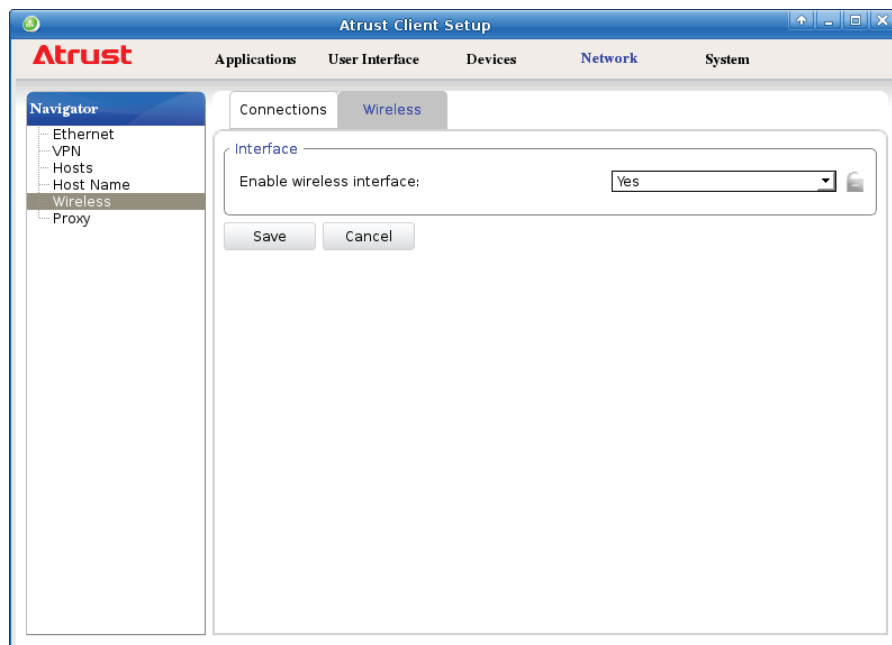 Atrust Client Setup
Atrust
Applications User Interface Devices Network System
Navigator
Ethernet
VPN
Hosts
Host Name
Wireless
Proxy
Connections Wireless
Interface
Enable wireless interface: Yes
Save Cancel